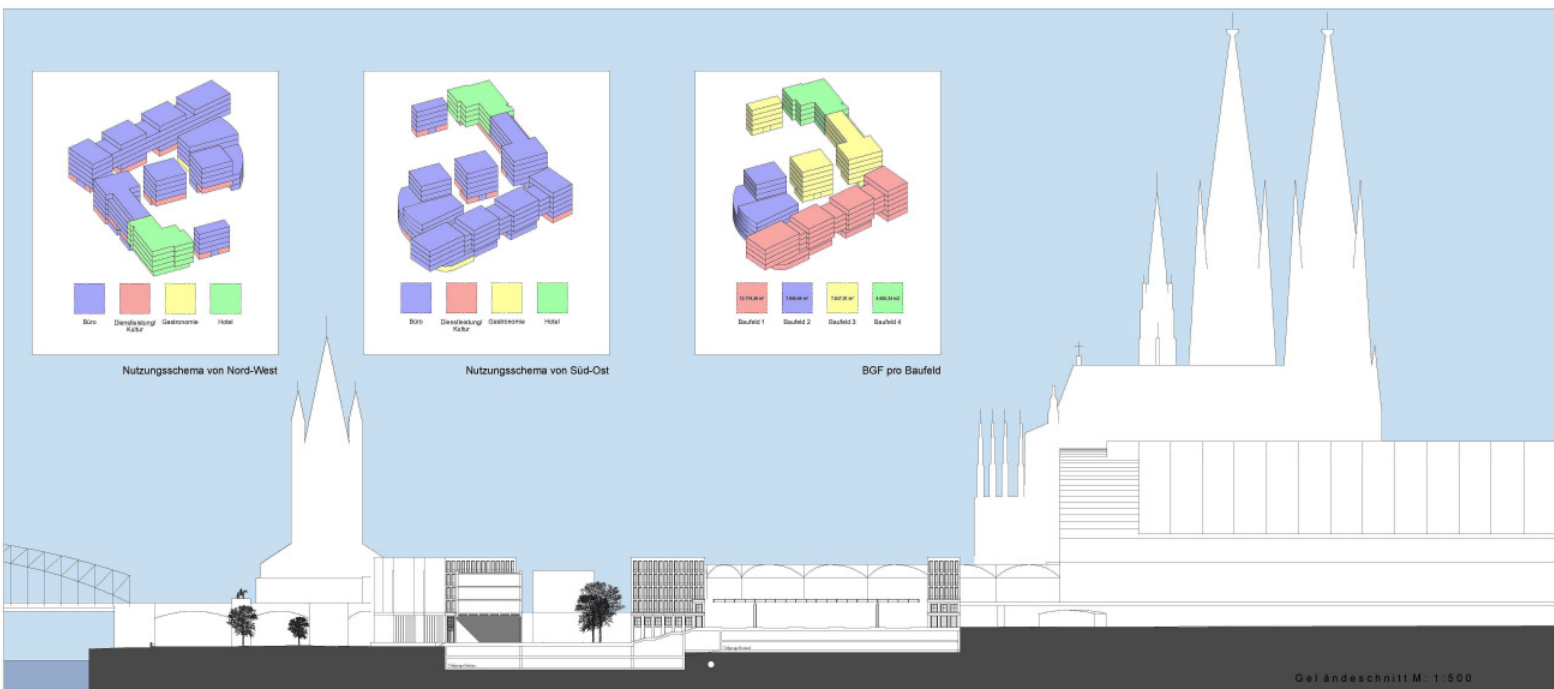 Büro
Dienstleistung/
Kultur
Gastronomie
Hotel
Nutzungsschema von Nord-West
Büro
Dienstleistung/
Kultur
Gastronomie
Hotel
Nutzungsschema von Süd-Ost
Baufeld 1
Baufeld 2
Baufeld 3
Baufeld 4
BGF pro Baufeld
Geländeschnitt M: 1:500